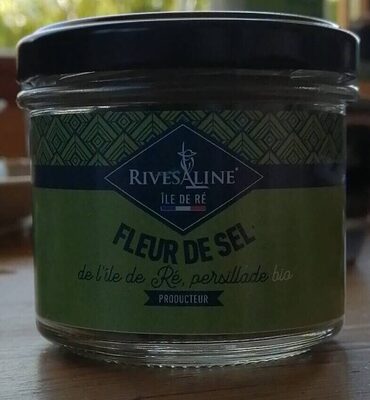 RIVESALINE
ÎLE DE RÉ
FLEUR DE SEL
de l'île de Ré, persillade bio
PRODUCTEUR